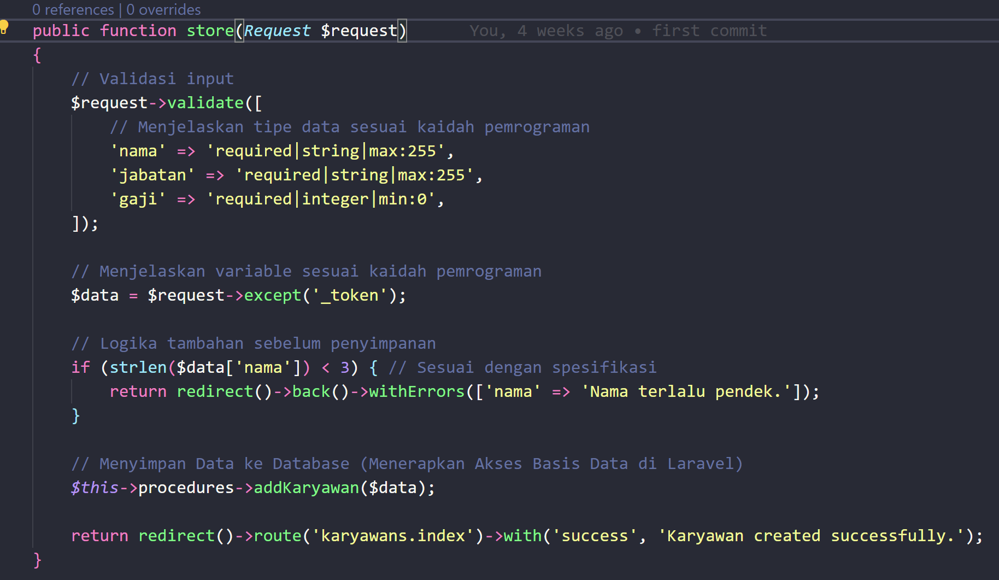 0 references | 0 overrides
public function store(Request $request) You, 4 weeks ago • first commit
{
// Validasi input
$request->validate([
// Menjelaskan tipe data sesuai kaidah pemrograman
'nama' => 'required|string|max:255',
'jabatan' => 'required|string|max:255',
'gaji' => 'required|integer|min:0',
]);
// Menjelaskan variable sesuai kaidah pemrograman
$data = $request->except('_token');
// Logika tambahan sebelum penyimpanan
if (strlen($data['nama']) < 3) { // Sesuai dengan spesifikasi
return redirect()->back()->withErrors(['nama' => 'Nama terlalu pendek.']);
}
// Menyimpan Data ke Database (Menerapkan Akses Basis Data di Laravel)
$this->procedures->addKaryawan($data);
return redirect()->route('karyawans.index')->with('success', 'Karyawan created successfully.');
}